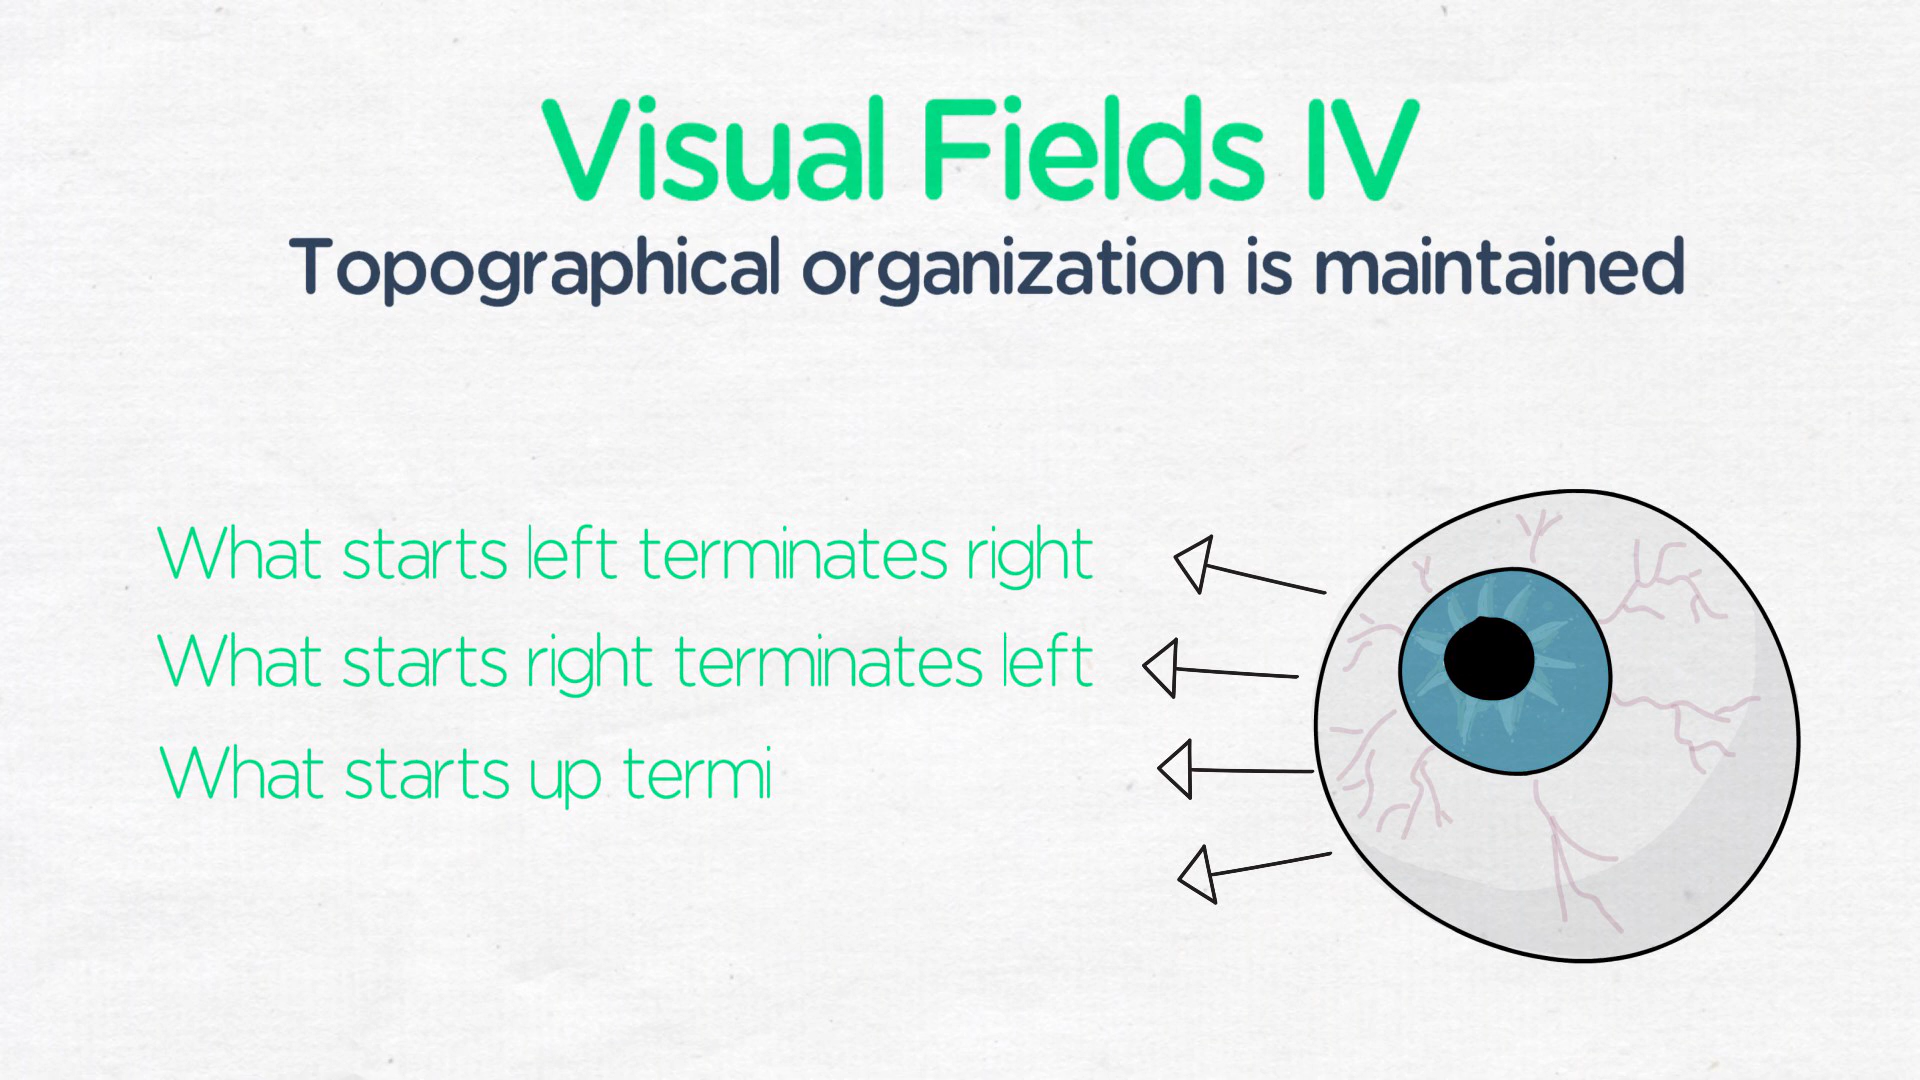 Visual Fields IV
Topographical organization is maintained
What starts left terminates right
What starts right terminates left
What starts up termi